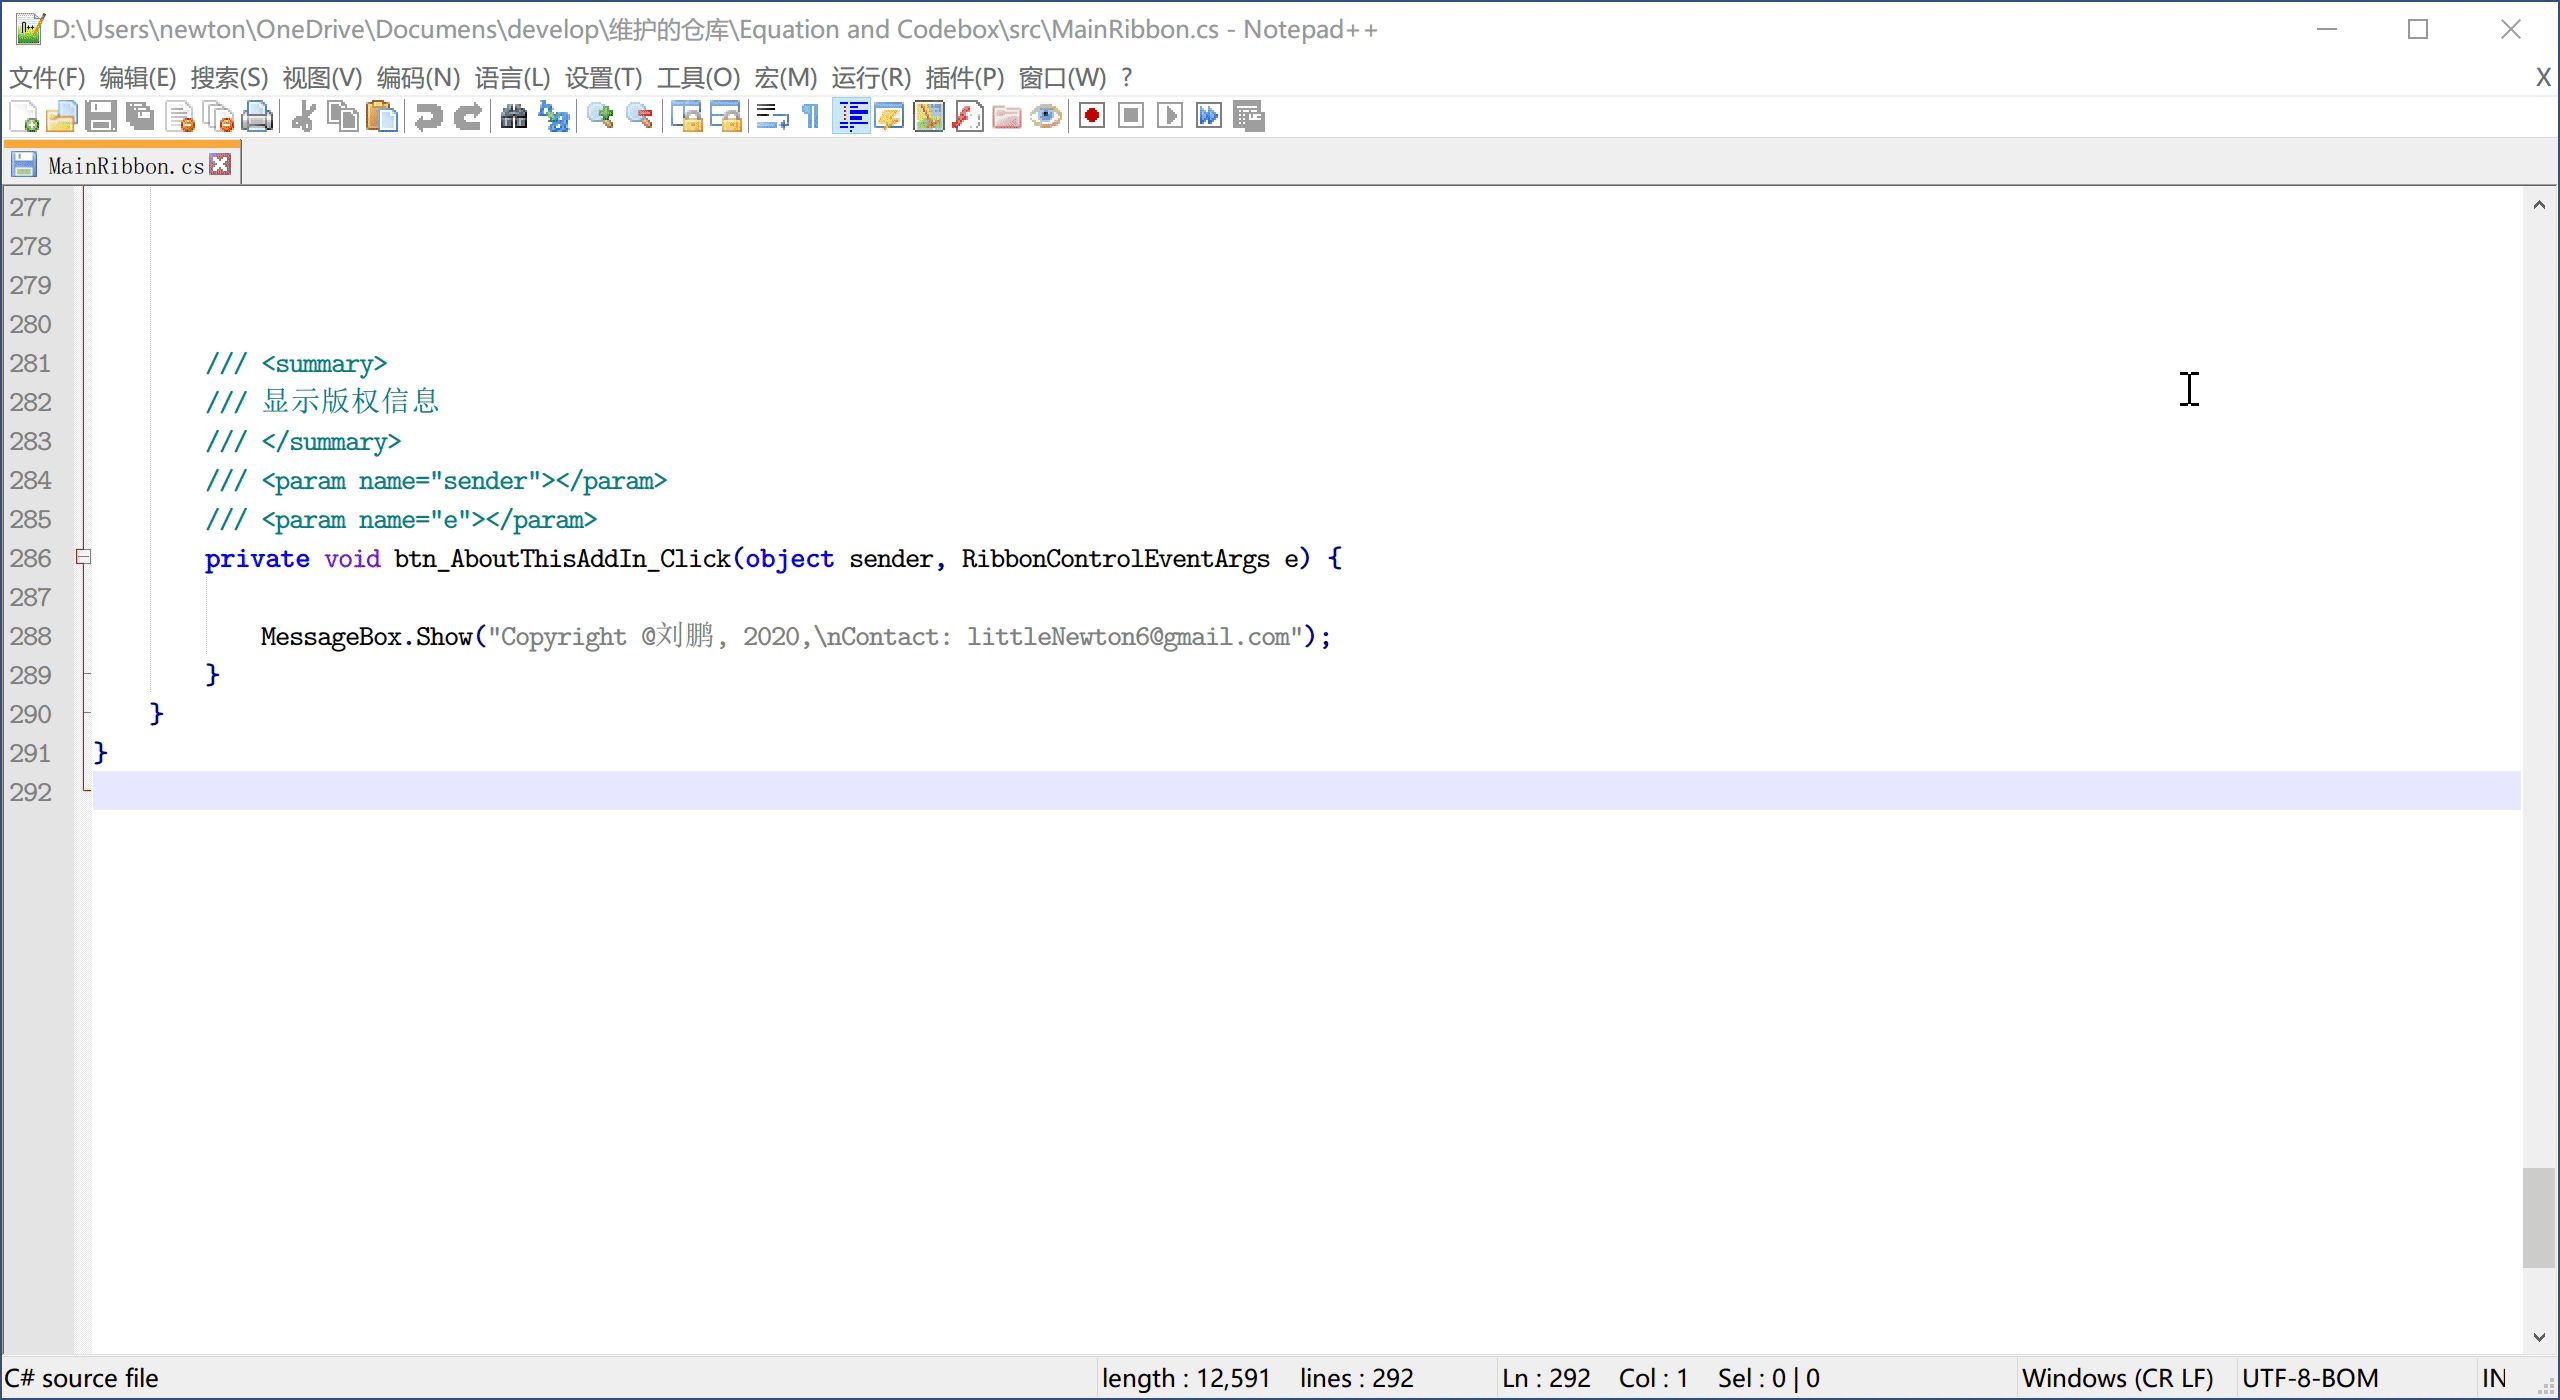 D:\Users\newton\OneDrive\Documens\develop\维护的仓库\Equation and Codebox\src\MainRibbon.cs - Notepad++
文件(F) 编辑(E) 搜索(S) 视图(V) 编码(N) 语言(L) 设置(T) 工具(O) 宏(M) 运行(R) 插件(P) 窗口(W) ? X
MainRibbon.cs
277
278
279
280
281 /// <summary>
282 /// 显示版权信息
283 /// </summary>
284 /// <param name="sender"></param>
285 /// <param name="e"></param>
286 private void btn_AboutThisAddIn_Click(object sender, RibbonControlEventArgs e) {
287
288 MessageBox.Show("Copyright @刘鹏, 2020,\nContact: littleNewton6@gmail.com");
289 }
290 }
291 }
292
C# source file length : 12,591 lines : 292 Ln : 292 Col : 1 Sel : 0 | 0 Windows (CR LF) UTF-8-BOM IN